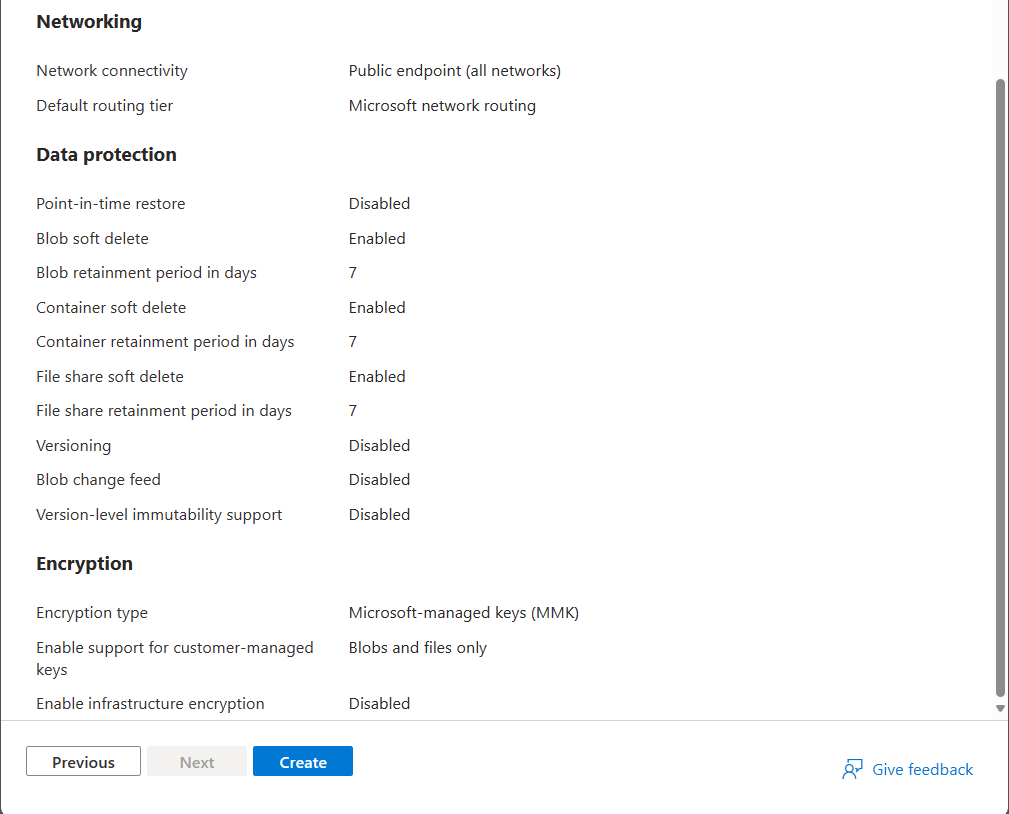 Networking
Network connectivity Public endpoint (all networks)
Default routing tier Microsoft network routing
Data protection
Point-in-time restore Disabled
Blob soft delete Enabled
Blob retainment period in days 7
Container soft delete Enabled
Container retainment period in days 7
File share soft delete Enabled
File share retainment period in days 7
Versioning Disabled
Blob change feed Disabled
Version-level immutability support Disabled
Encryption
Encryption type Microsoft-managed keys (MMK)
Enable support for customer-managed Blobs and files only
keys
Enable infrastructure encryption Disabled
Previous Next Create Give feedback